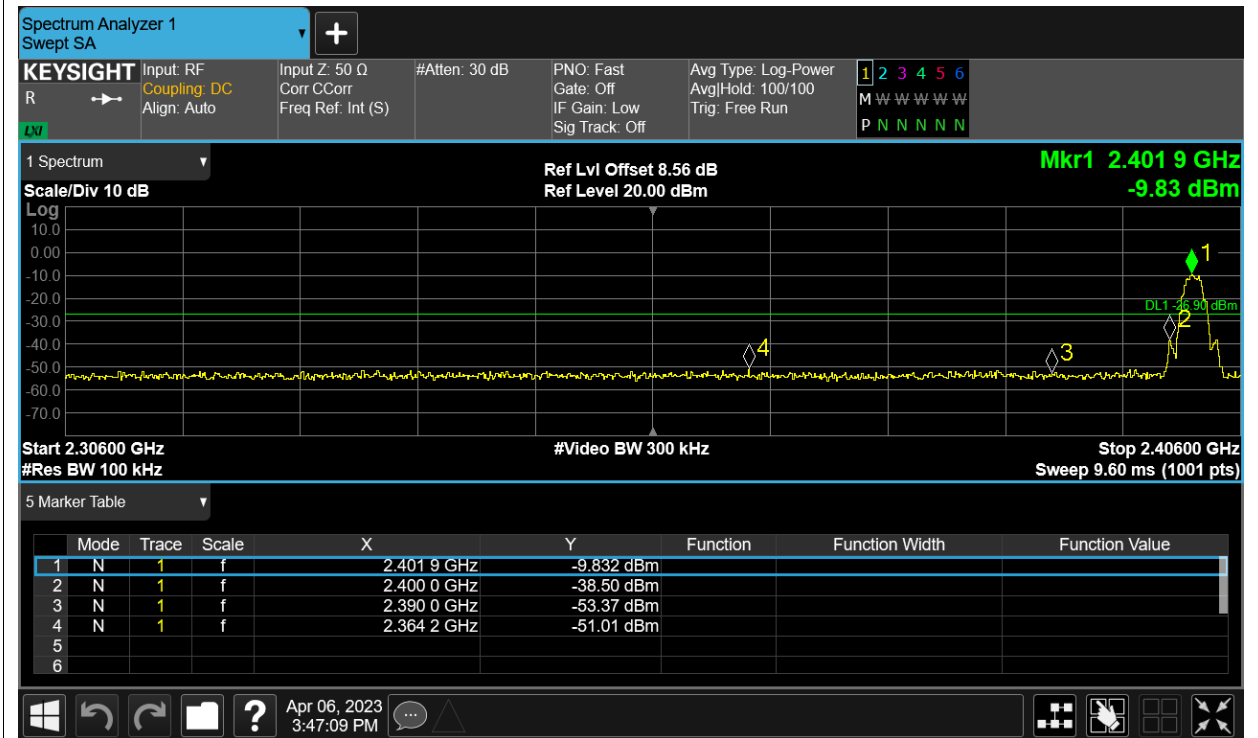 Spectrum Analyzer 1
Swept SA
+
KEYSIGHT Input: RF Input Z: 50 Ω #Atten: 30 dB PNO: Fast Avg Type: Log-Power 1 2 3 4 5 6
R Coupling: DC Corr CCorr Gate: Off Avg|Hold: 100/100 M W W W W W W
Align: Auto Freq Ref: Int (S) IF Gain: Low Trig: Free Run
LXI Sig Track: Off P N N N N N N
1 Spectrum Ref Lvl Offset 8.56 dB Mkr1 2.401 9 GHz
Scale/Div 10 dB Ref Level 20.00 dBm -9.83 dBm
Log
10.0
0.00 1
-10.0
-20.0 DL1 -26.90 dBm
-30.0 2
-40.0 4 3
-50.0
-60.0
-70.0
Start 2.30600 GHz #Video BW 300 kHz Stop 2.40600 GHz
#Res BW 100 kHz Sweep 9.60 ms (1001 pts)
5 Marker Table
Mode Trace Scale X Y Function Function Width Function Value
1 N 1 f 2.401 9 GHz -9.832 dBm
2 N 1 f 2.400 0 GHz -38.50 dBm
3 N 1 f 2.390 0 GHz -53.37 dBm
4 N 1 f 2.364 2 GHz -51.01 dBm
5
6
? Apr 06, 2023
3:47:09 PM